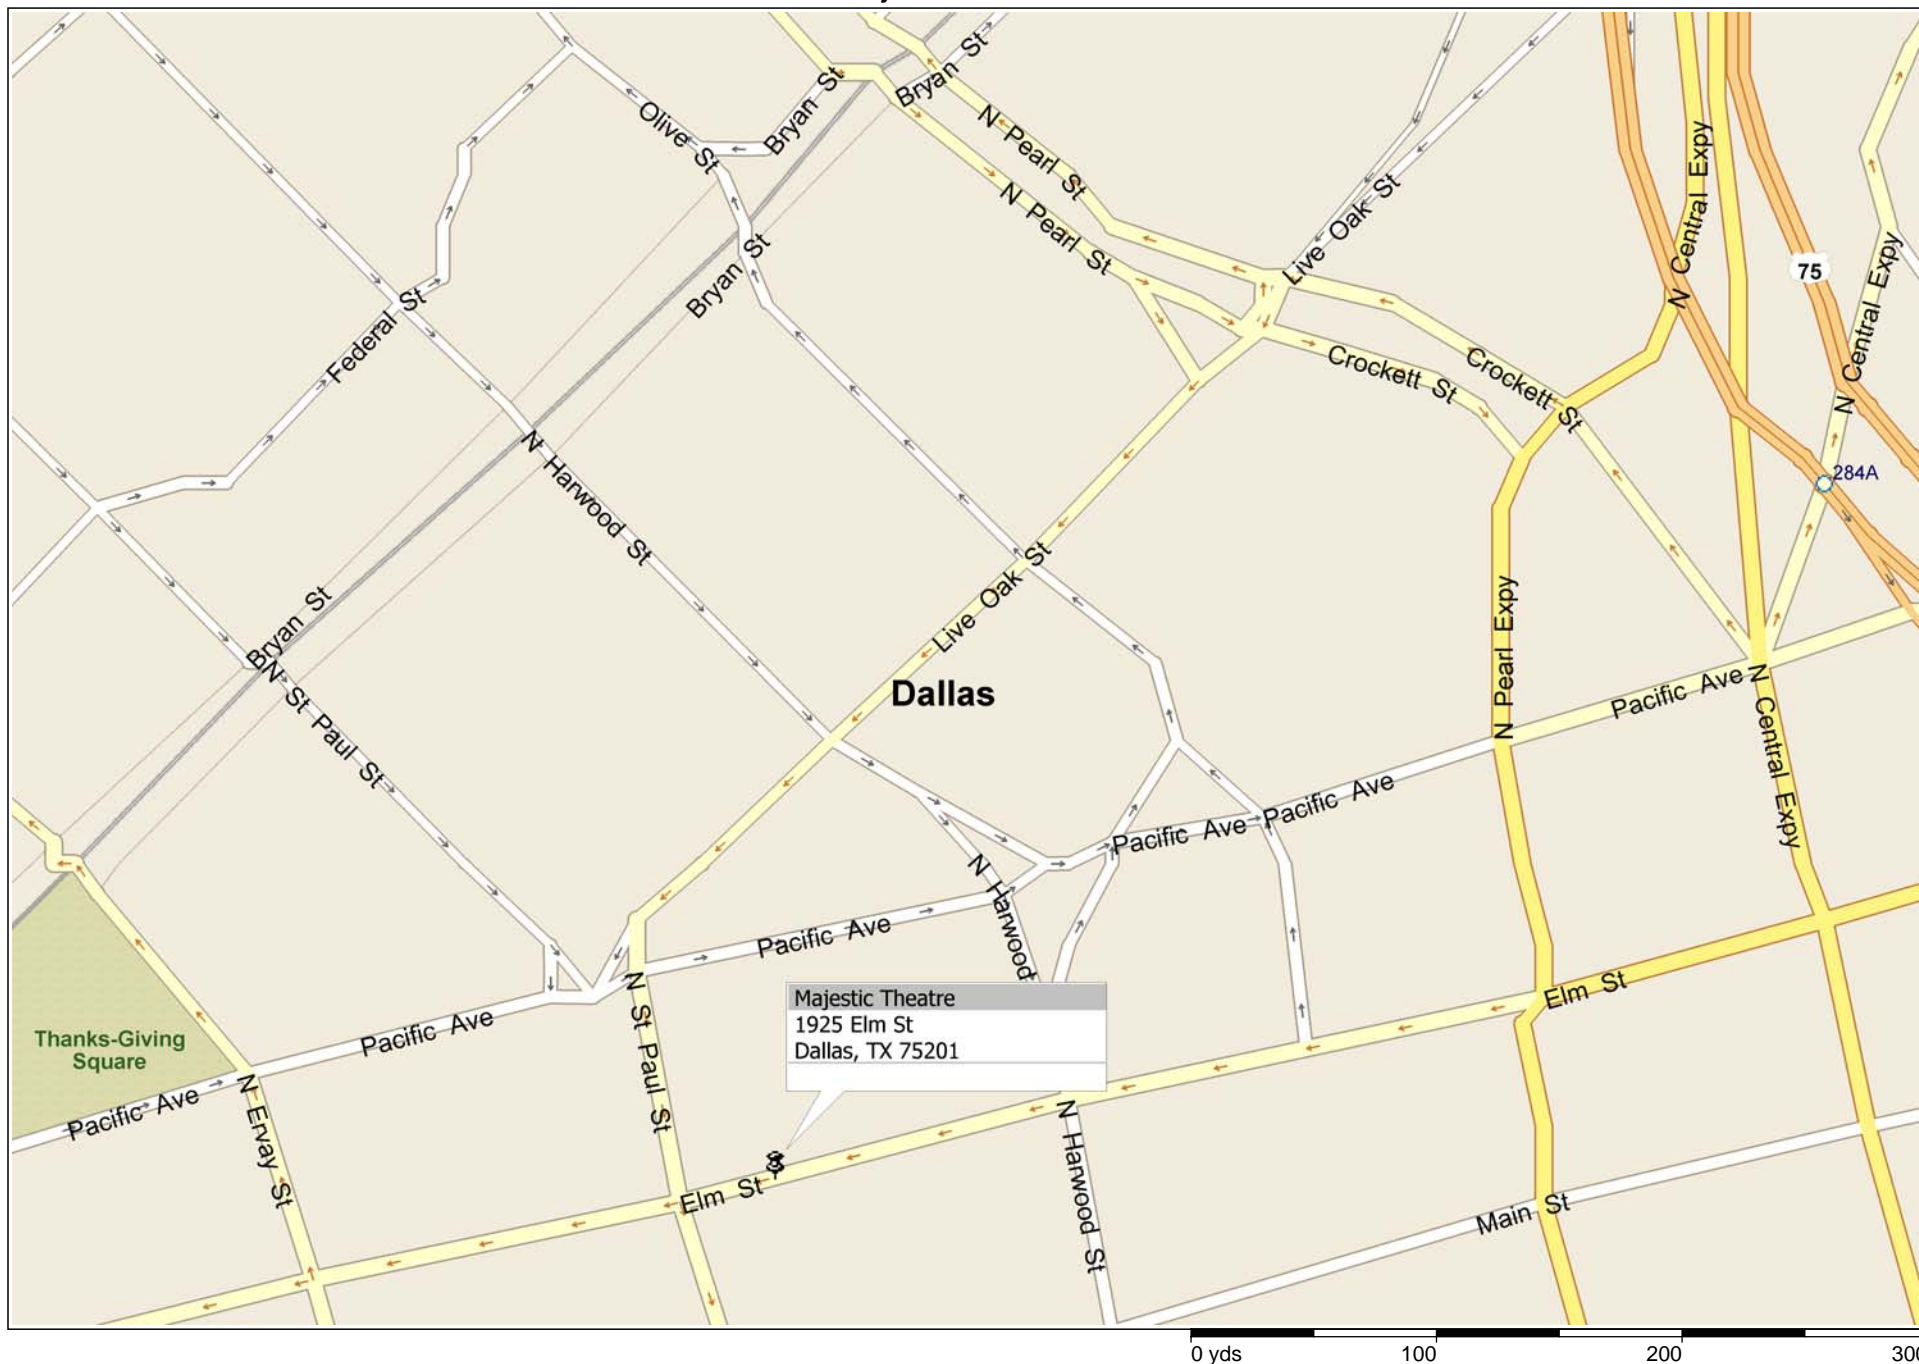 Bryan St
Bryan St
Olive St
Bryan St
N Pearl St
N Pearl St
Live Oak St
N Central Expy
75
N Central Expy
Federal St
Bryan St
Crockett St
Crockett St
284A
N Harwood St
Bryan St
N St Paul St
Live Oak St
N Pearl Expy
Dallas
Pacific Ave
N Central Expy
Pacific Ave
Pacific Ave
N Harwood
Pacific Ave
Elm St
Majestic Theatre
1925 Elm St
Dallas, TX 75201
Thanks-Giving
Square
Pacific Ave
N St Paul St
Pacific Ave
N Ervay St
Elm St
N Harwood St
Main St
0 yds
100
200